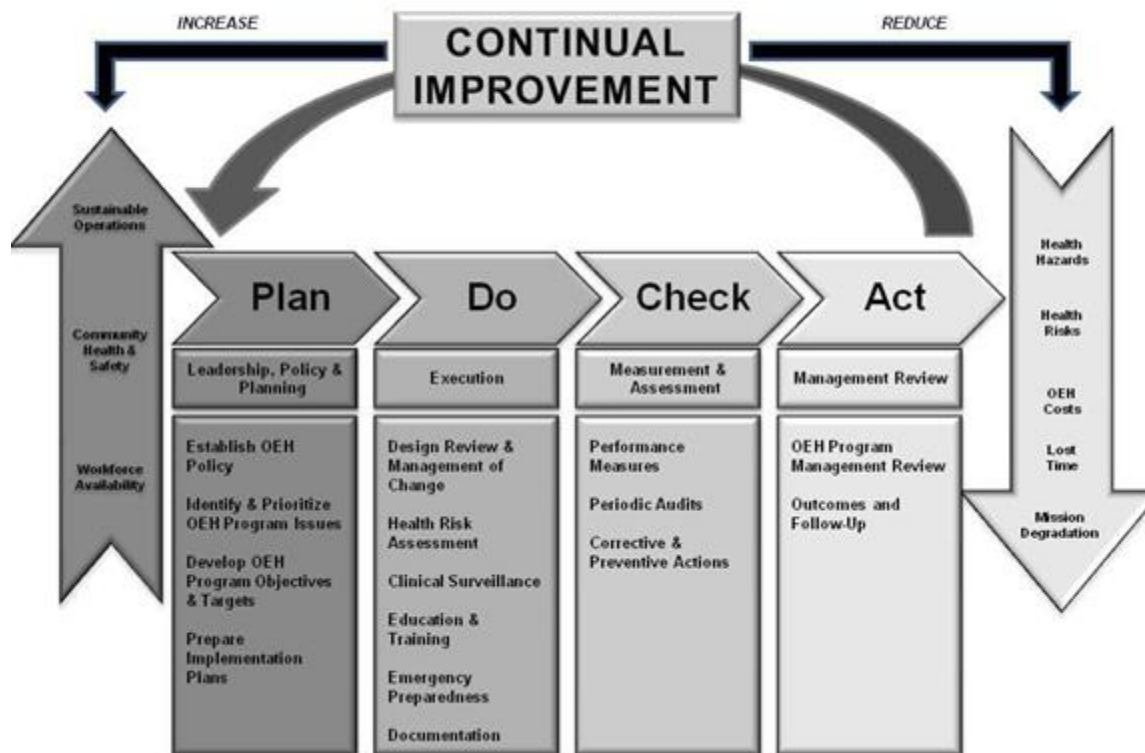 INCREASE
REDUCE
CONTINUAL
IMPROVEMENT
Sustainable
Operations
Community
Health &
Safety
Workforce
Availability
Plan
Leadership, Policy &
Planning
Establish OEH
Policy
Identify & Prioritize
OEH Program Issues
Develop OEH
Program Objectives
& Targets
Prepare
Implementation
Plans
Do
Execution
Design Review &
Management of
Change
Health Risk
Assessment
Clinical Surveillance
Education &
Training
Emergency
Preparedness
Documentation
Check
Measurement &
Assessment
Performance
Measures
Periodic Audits
Corrective &
Preventive Actions
Act
Management Review
OEH Program
Management Review
Outcomes and
Follow-Up
Health
Hazards
Health
Risks
OEH
Costs
Lost
Time
Mission
Degradation